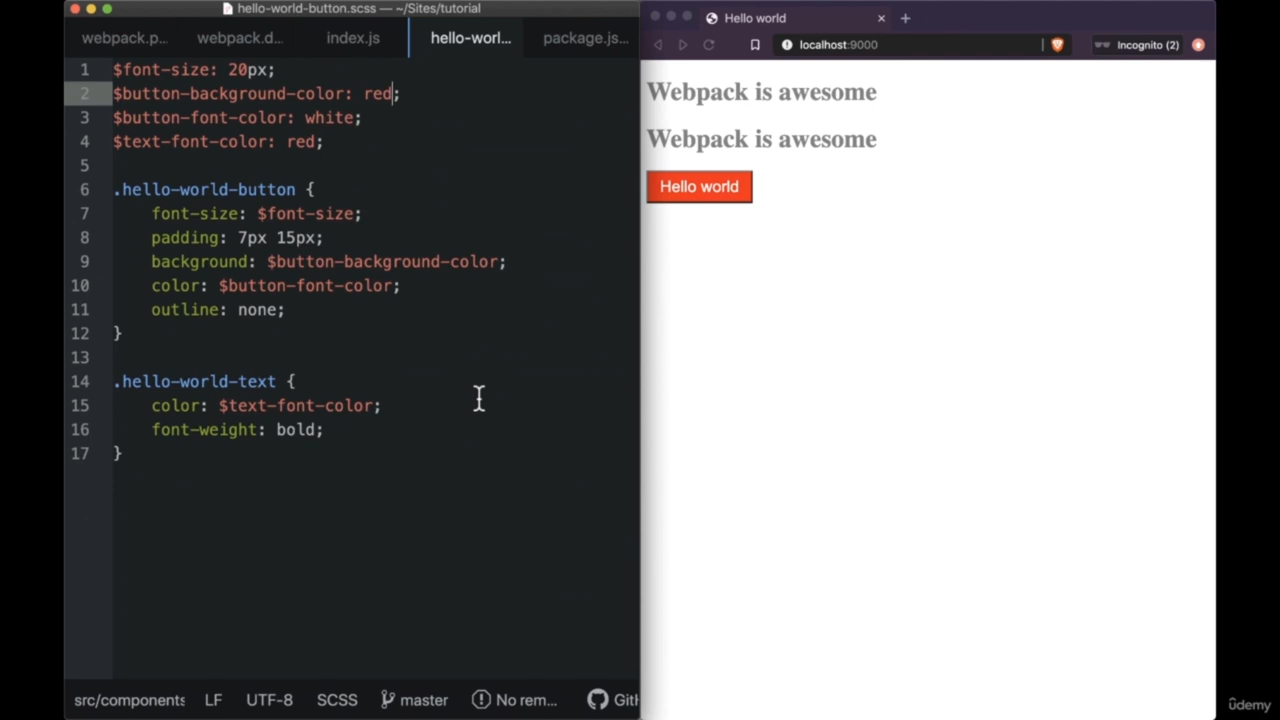 hello-world-button.scss — ~/Sites/tutorial
webpack.p... webpack.d... index.js hello-worl... package.js...
1 $font-size: 20px;
2 $button-background-color: red;
3 $button-font-color: white;
4 $text-font-color: red;
5
6 .hello-world-button {
7 font-size: $font-size;
8 padding: 7px 15px;
9 background: $button-background-color;
10 color: $button-font-color;
11 outline: none;
12 }
13
14 .hello-world-text {
15 color: $text-font-color;
16 font-weight: bold;
17 }
src/components LF UTF-8 SCSS master No rem... Git
Hello world
localhost:9000 Incognito (2)
Webpack is awesome
Webpack is awesome
Hello world
ûdemy